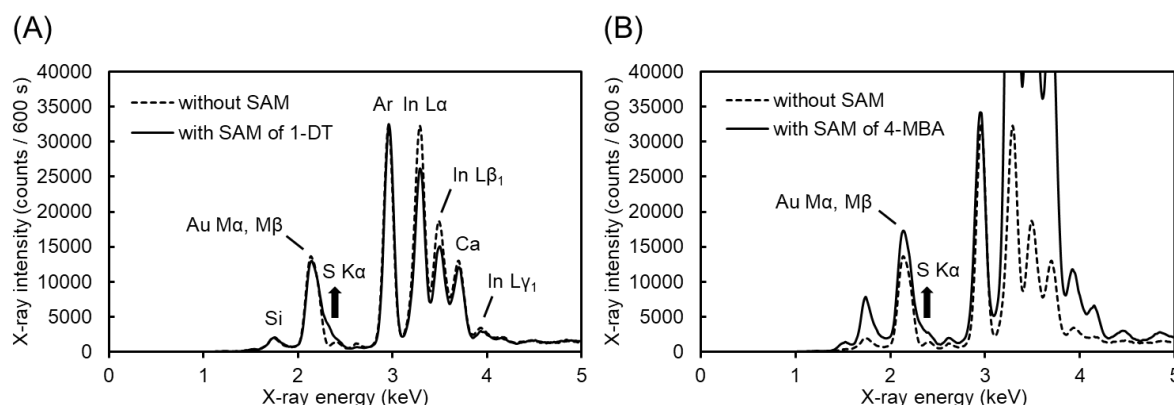 (A)
X-ray intensity (counts / 600 s)
40000
35000
30000
25000
20000
15000
10000
5000
0
without SAM
with SAM of 1-DT
Ar
In Lα
In Lβ₁
Au Mα, Mβ
S Kα
Ca
Si
In Lγ₁
0 1 2 3 4 5
X-ray energy (keV)
(B)
X-ray intensity (counts / 600 s)
40000
35000
30000
25000
20000
15000
10000
5000
0
without SAM
with SAM of 4-MBA
Au Mα, Mβ
S Kα
0 1 2 3 4 5
X-ray energy (keV)